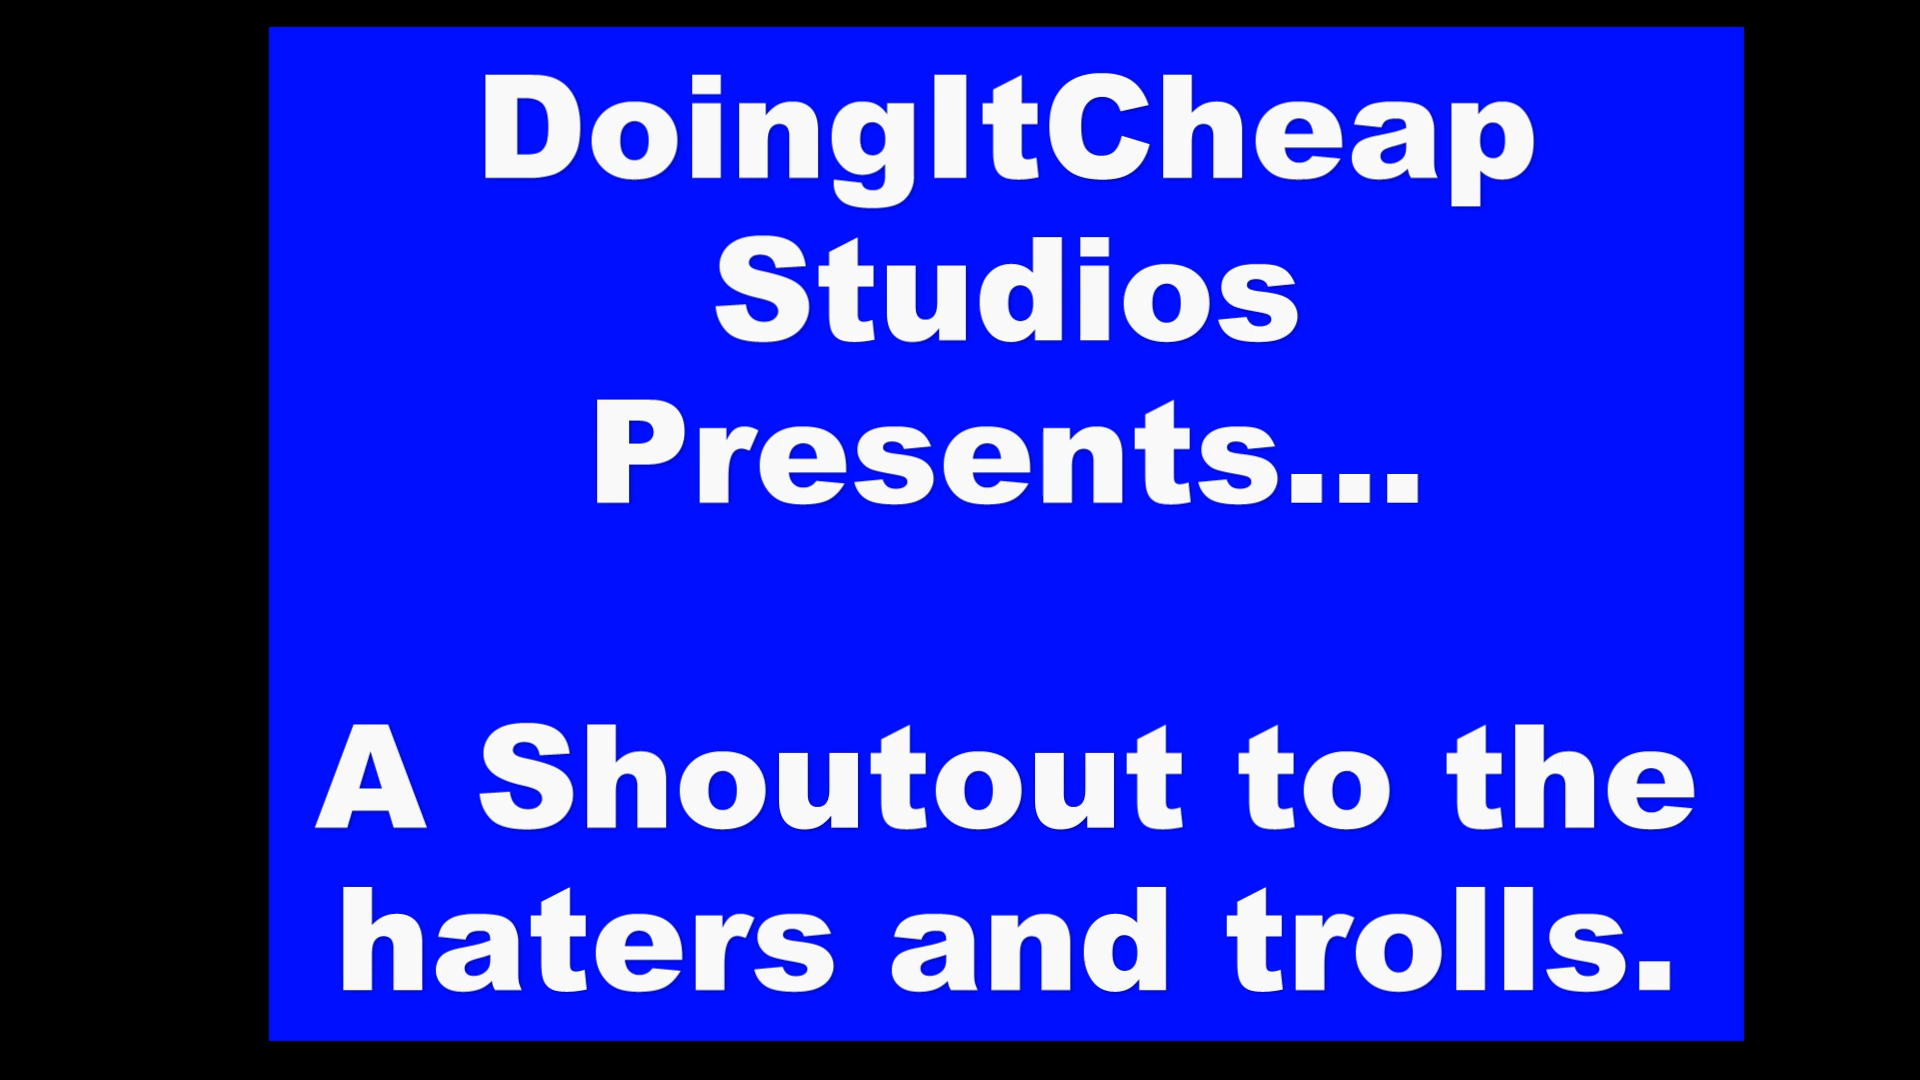 DoingItCheap
Studios
Presents...
A Shoutout to the
haters and trolls.